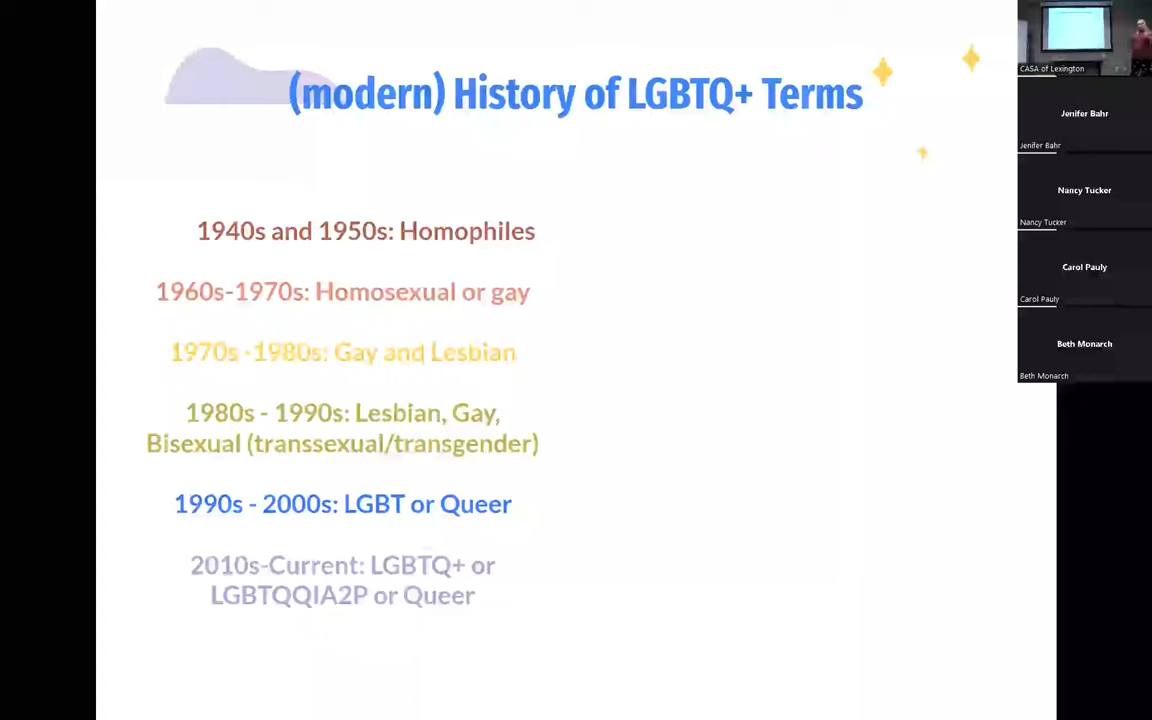 (modern) History of LGBTQ+ Terms
1940s and 1950s: Homophiles
1960s-1970s: Homosexual or gay
1970s -1980s: Gay and Lesbian
1980s - 1990s: Lesbian, Gay,
Bisexual (transsexual/transgender)
1990s - 2000s: LGBT or Queer
2010s-Current: LGBTQ+ or
LGBTQQIA2P or Queer
CASA of Lexington
Jenifer Bahr
Jenifer Bahr
Nancy Tucker
Nancy Tucker
Carol Pauly
Carol Pauly
Beth Monarch
Beth Monarch